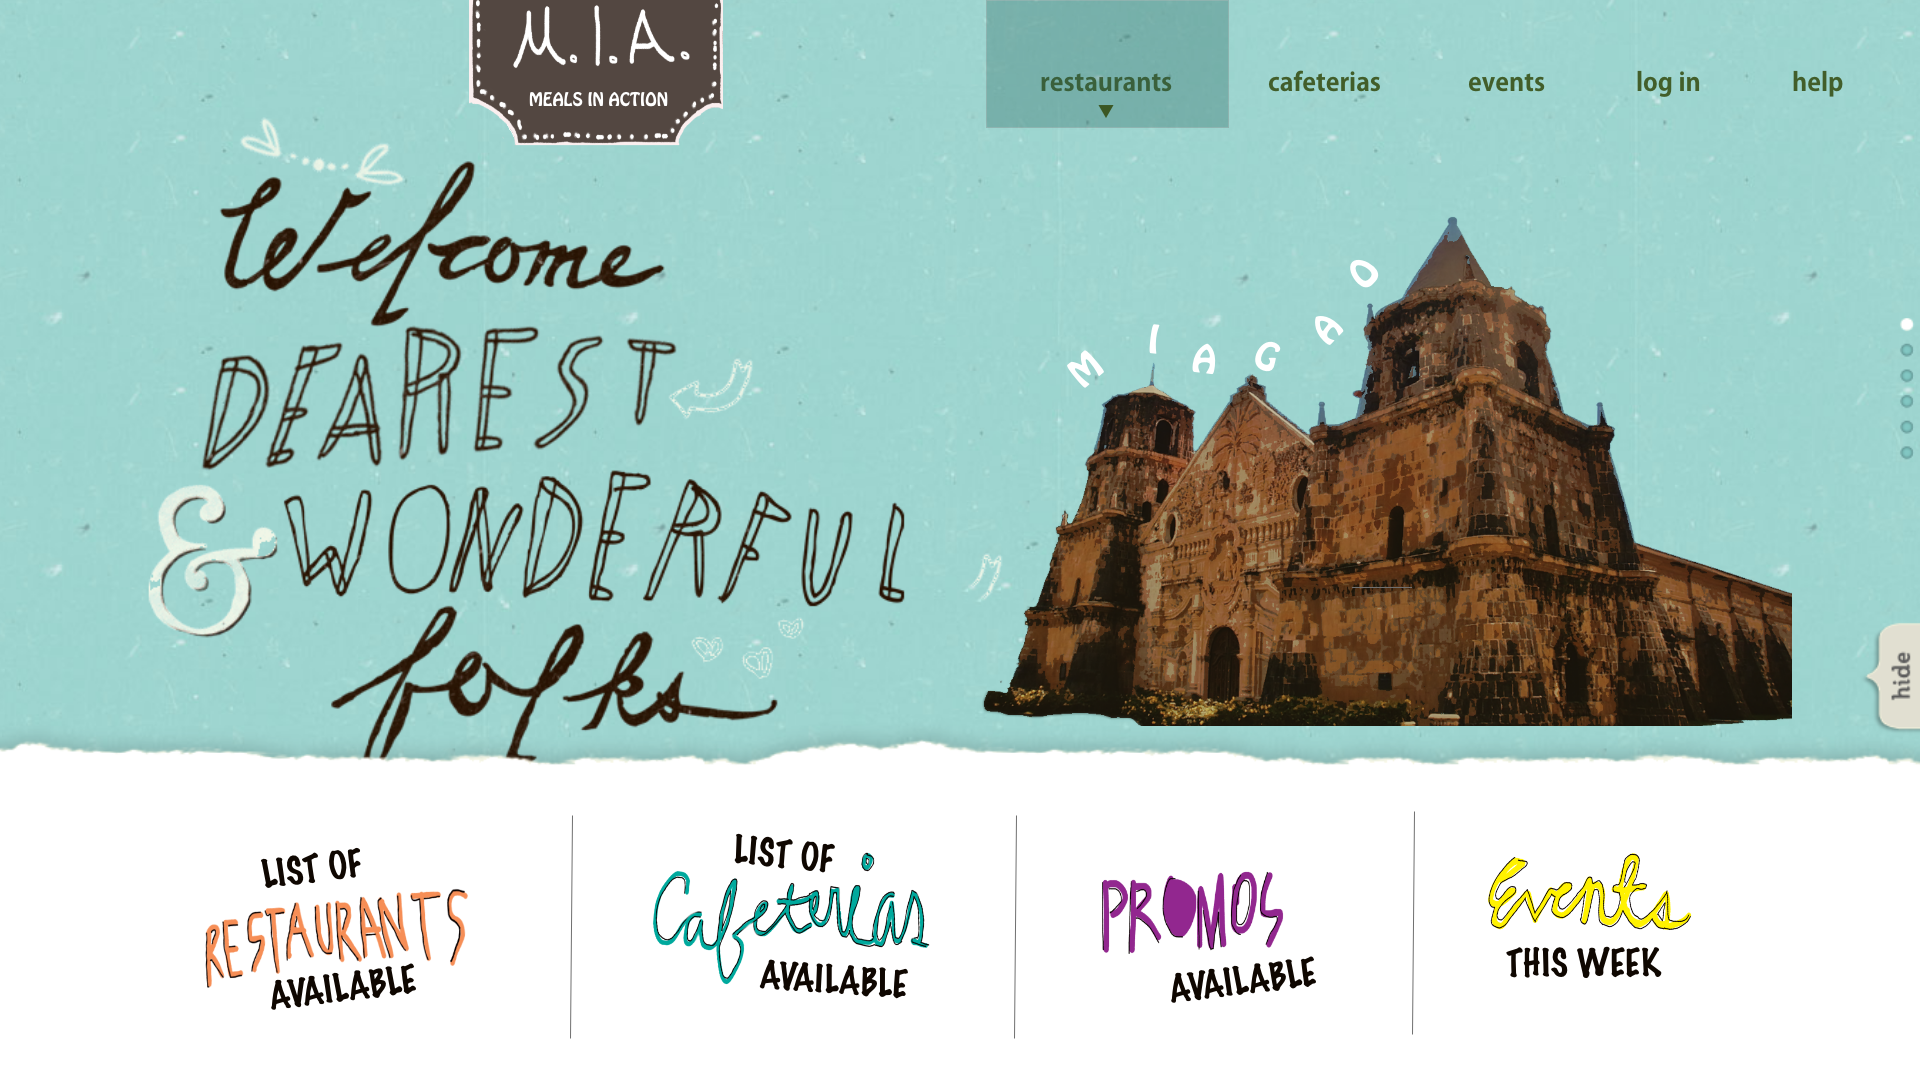 M.I.A.
MEALS IN ACTION
restaurants
cafeterias
events
log in
help
Welcome
DEAREST
& WONDERFUL
folks
MIAGAO
hide
LIST OF
RESTAURANTS
AVAILABLE
LIST OF
Cafeterias
AVAILABLE
PROMOS
AVAILABLE
Events
THIS WEEK